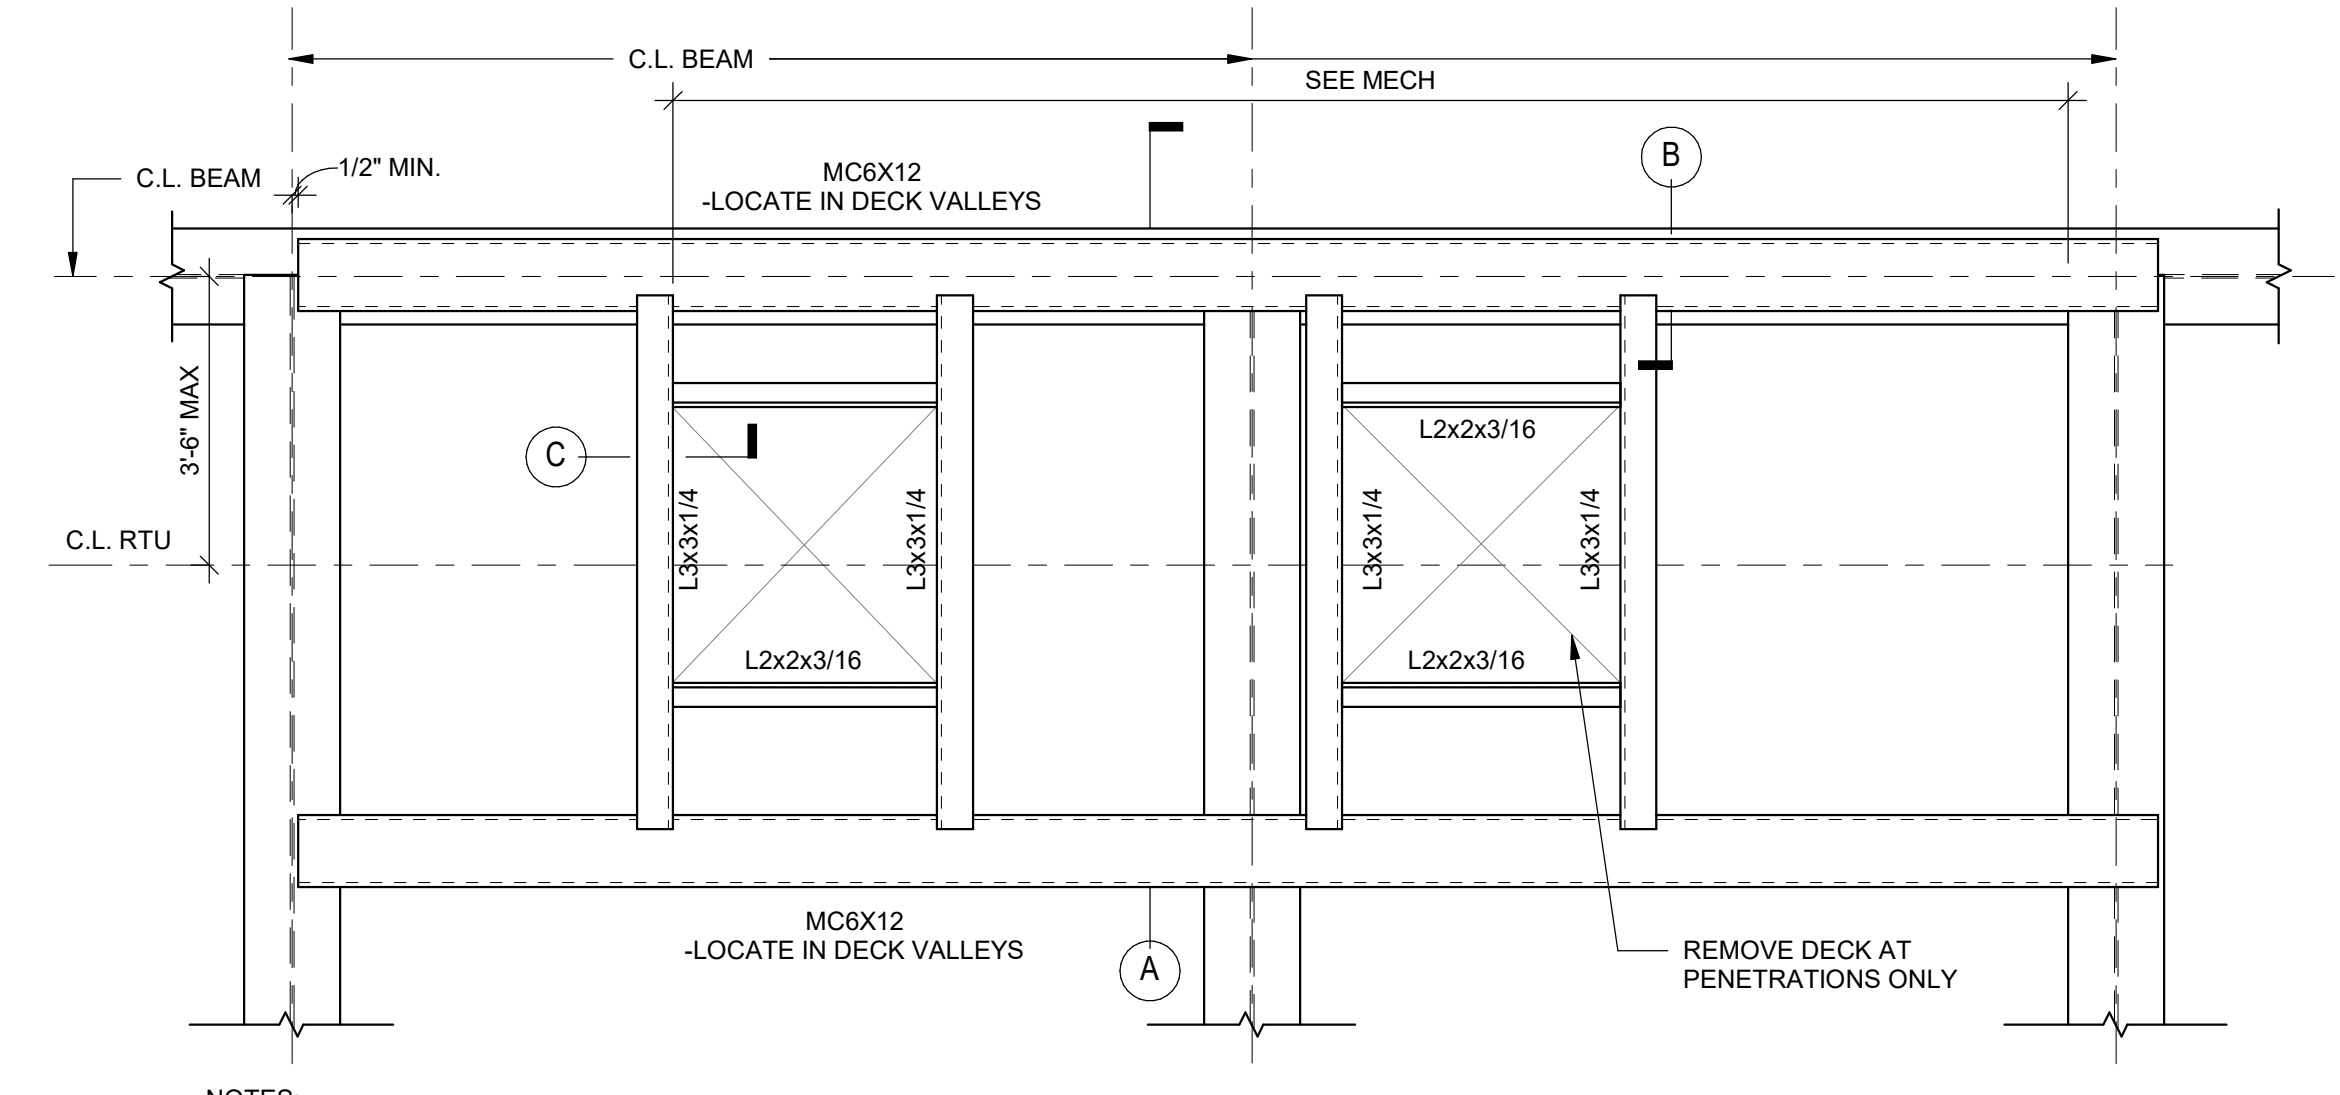 C.L. BEAM
SEE MECH
C.L. BEAM
1/2" MIN.
MC6X12
-LOCATE IN DECK VALLEYS
B
3'-6" MAX
C.L. RTU
C
L3x3x1/4
L3x3x1/4
L2x2x3/16
L2x2x3/16
L3x3x1/4
L3x3x1/4
L2x2x3/16
MC6X12
-LOCATE IN DECK VALLEYS
A
REMOVE DECK AT
PENETRATIONS ONLY
NOTES: